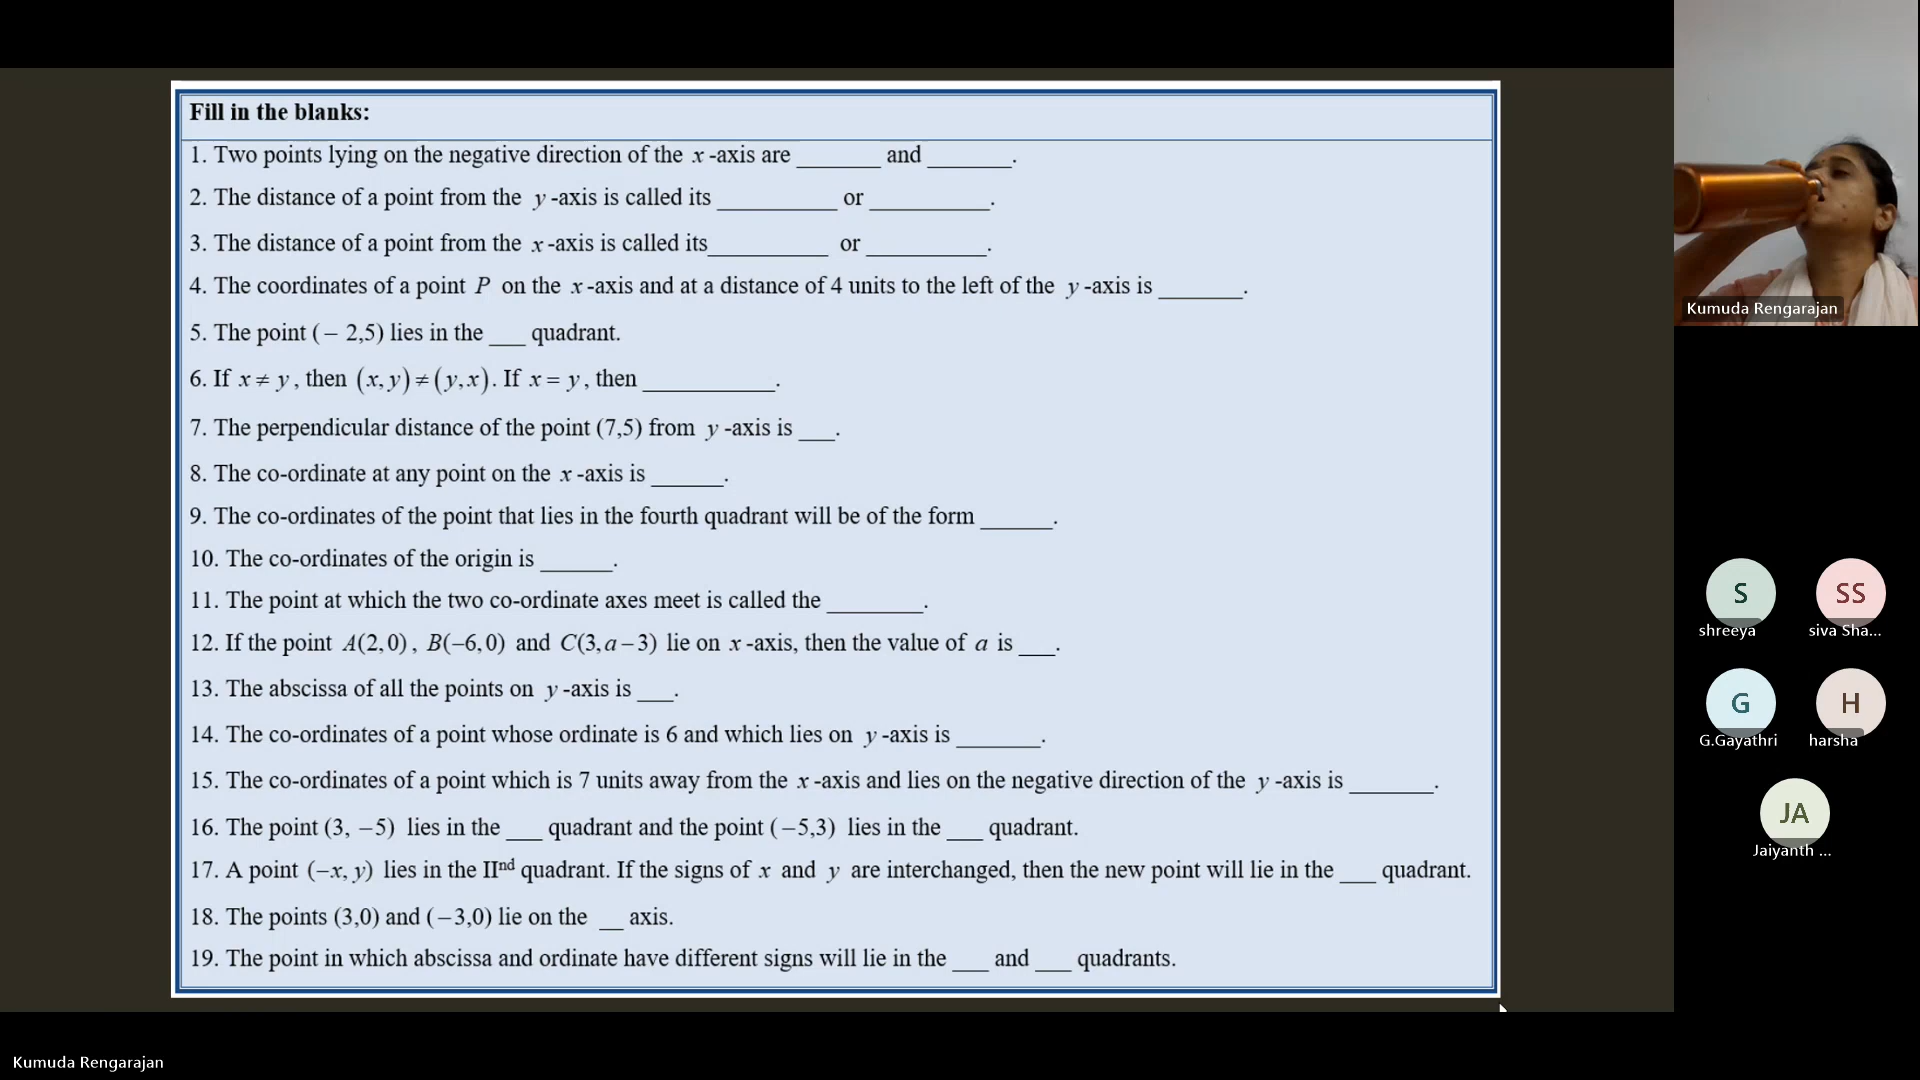 Fill in the blanks:
1. Two points lying on the negative direction of the x-axis are _______ and _______.
2. The distance of a point from the y-axis is called its __________ or __________.
3. The distance of a point from the x-axis is called its__________ or __________.
4. The coordinates of a point P on the x-axis and at a distance of 4 units to the left of the y-axis is _______.
5. The point (− 2,5) lies in the ___ quadrant.
6. If x ≠ y, then (x, y) ≠ (y, x). If x = y, then ___________.
7. The perpendicular distance of the point (7,5) from y-axis is ___.
8. The co-ordinate at any point on the x-axis is ______.
9. The co-ordinates of the point that lies in the fourth quadrant will be of the form ______.
10. The co-ordinates of the origin is ______.
11. The point at which the two co-ordinate axes meet is called the ________.
12. If the point A(2,0), B(−6,0) and C(3,a−3) lie on x-axis, then the value of a is ___.
13. The abscissa of all the points on y-axis is ___.
14. The co-ordinates of a point whose ordinate is 6 and which lies on y-axis is _______.
15. The co-ordinates of a point which is 7 units away from the x-axis and lies on the negative direction of the y-axis is _______.
16. The point (3, −5) lies in the ___ quadrant and the point (−5,3) lies in the ___ quadrant.
17. A point (−x, y) lies in the IInd quadrant. If the signs of x and y are interchanged, then the new point will lie in the ___ quadrant.
18. The points (3,0) and (−3,0) lie on the __ axis.
19. The point in which abscissa and ordinate have different signs will lie in the ___ and ___ quadrants.
Kumuda Rengarajan
S SS
shreeya siva Sha...
G H
G.Gayathri harsha
JA
Jaiyanth ...
Kumuda Rengarajan